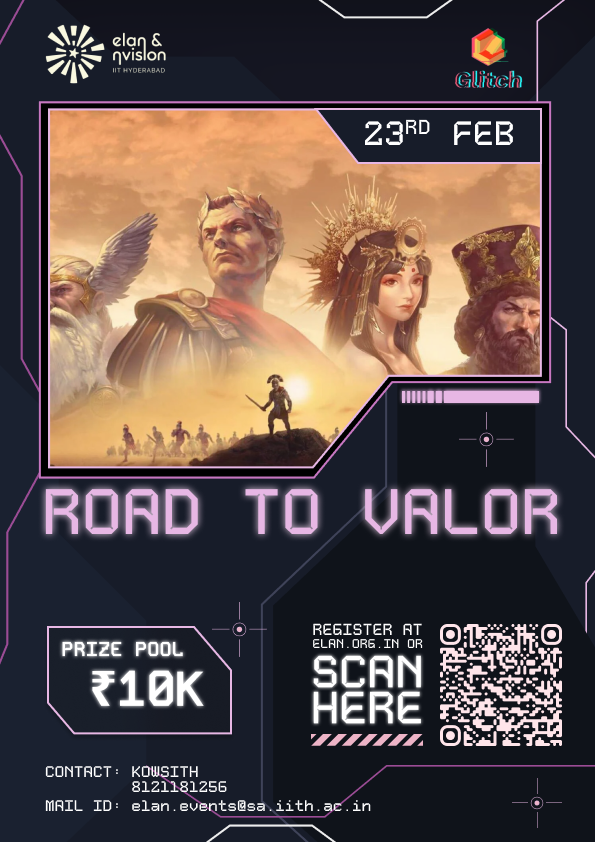 elan &
ηvision
IIT HYDERABAD
Glitch
23RD FEB
ROAD TO VALOR
PRIZE POOL
₹10K
REGISTER AT
ELAN.ORG.IN OR
SCAN
HERE
CONTACT: KOWSITH
8121181256
MAIL ID: elan.events@sa.iith.ac.in